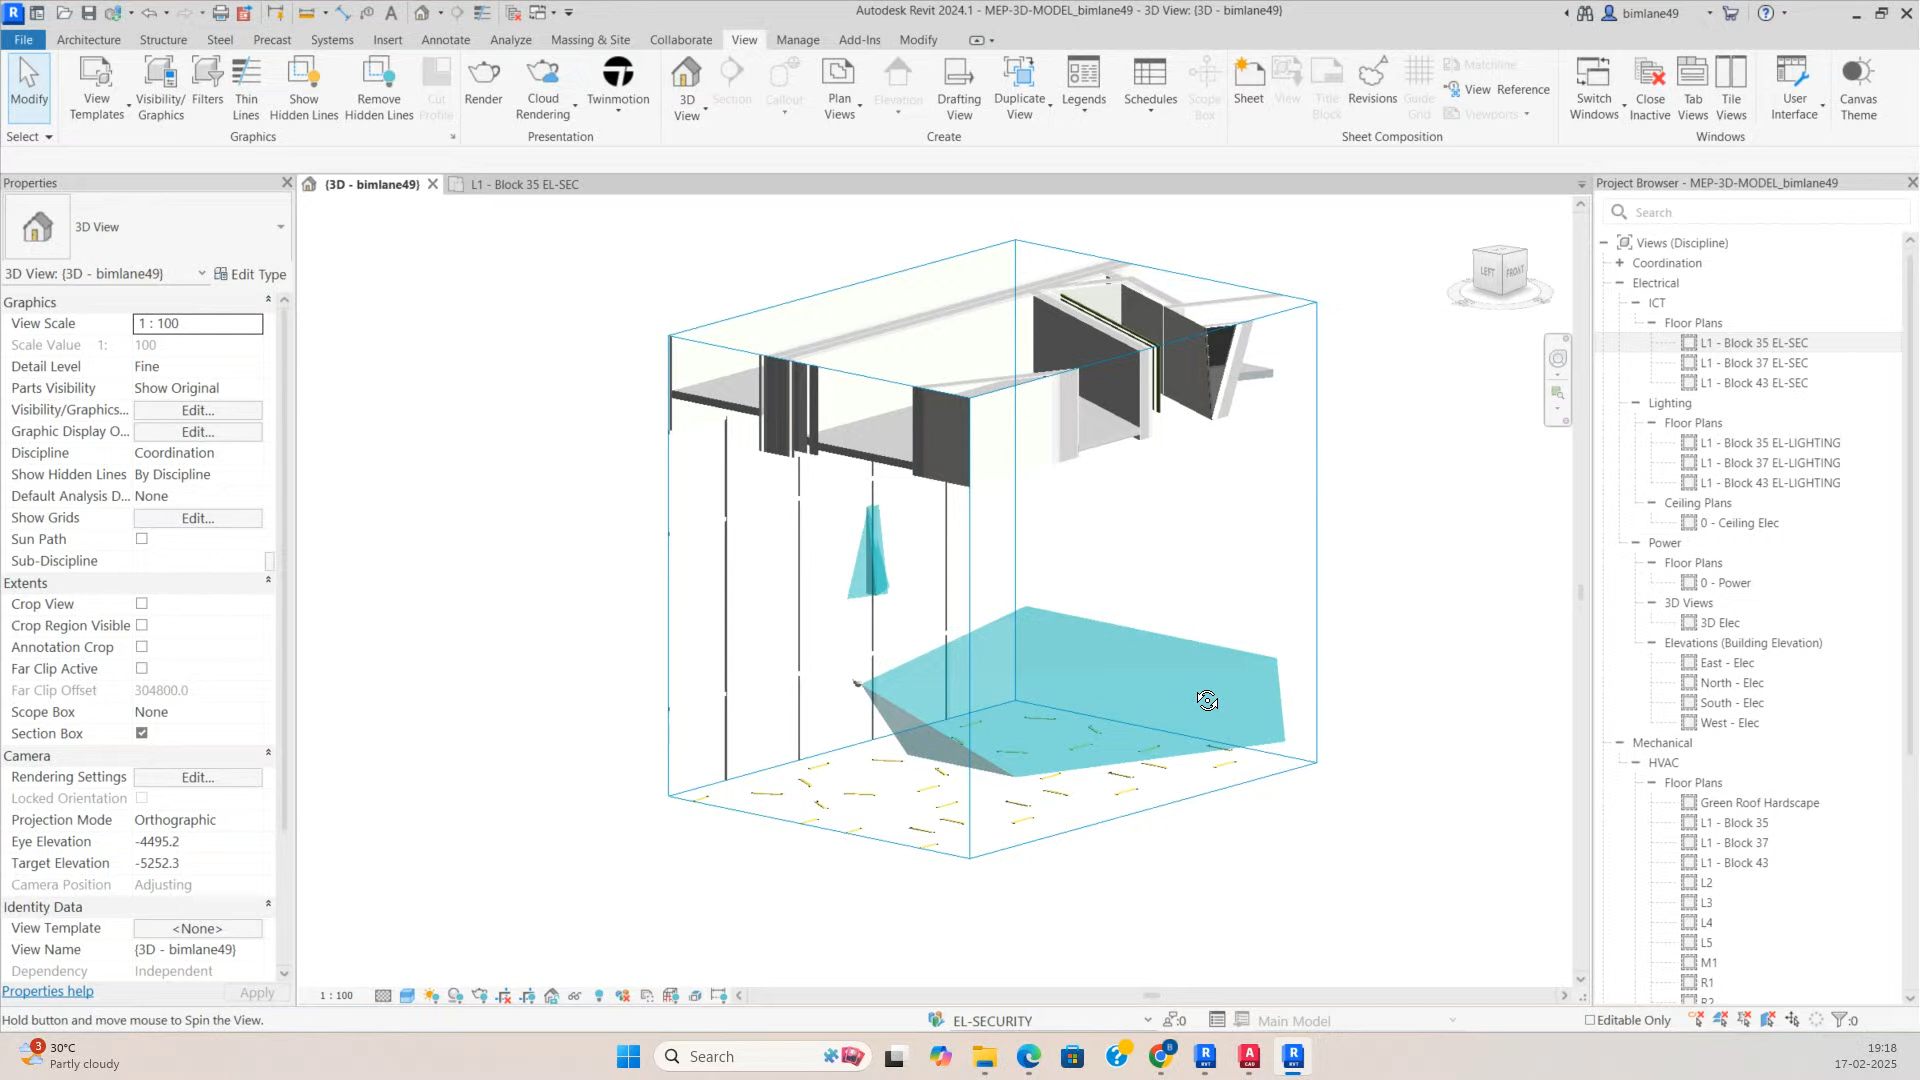 Autodesk Revit 2024.1 - MEP-3D-MODEL_bimlane49 - 3D View: {3D - bimlane49}
bimlane49
File Architecture Structure Steel Precast Systems Insert Annotate Analyze Massing & Site Collaborate View Manage Add-Ins Modify
Modify
View Templates
Visibility/ Graphics
Filters
Thin Lines
Show Hidden Lines
Remove Hidden Lines
Cut Profile
Render
Cloud Rendering
Twinmotion
3D View
Section
Callout
Plan Views
Elevation
Drafting View
Duplicate View
Legends
Schedules
Scope Box
Sheet
View
Title Block
Revisions
Guide Grid
Matchline
View Reference
Viewports
Switch Windows
Close Inactive
Tab Views
Tile Views
User Interface
Canvas Theme
Select Graphics Presentation Create Sheet Composition Windows
Properties
3D View
3D View: {3D - bimlane49} Edit Type
Graphics
View Scale 1 : 100
Scale Value 1: 100
Detail Level Fine
Parts Visibility Show Original
Visibility/Graphics... Edit...
Graphic Display O... Edit...
Discipline Coordination
Show Hidden Lines By Discipline
Default Analysis D... None
Show Grids Edit...
Sun Path
Sub-Discipline
Extents
Crop View
Crop Region Visible
Annotation Crop
Far Clip Active
Far Clip Offset 304800.0
Scope Box None
Section Box
Camera
Rendering Settings Edit...
Locked Orientation
Projection Mode Orthographic
Eye Elevation -4495.2
Target Elevation -5252.3
Camera Position Adjusting
Identity Data
View Template <None>
View Name {3D - bimlane49}
Dependency Independent
Properties help Apply
{3D - bimlane49}
L1 - Block 35 EL-SEC
LEFT FRONT
1 : 100
Project Browser - MEP-3D-MODEL_bimlane49
Search
Views (Discipline)
Coordination
Electrical
ICT
Floor Plans
L1 - Block 35 EL-SEC
L1 - Block 37 EL-SEC
L1 - Block 43 EL-SEC
Lighting
Floor Plans
L1 - Block 35 EL-LIGHTING
L1 - Block 37 EL-LIGHTING
L1 - Block 43 EL-LIGHTING
Ceiling Plans
0 - Ceiling Elec
Power
Floor Plans
0 - Power
3D Views
3D Elec
Elevations (Building Elevation)
East - Elec
North - Elec
South - Elec
West - Elec
Mechanical
HVAC
Floor Plans
Green Roof Hardscape
L1 - Block 35
L1 - Block 37
L1 - Block 43
L2
L3
L4
L5
M1
R1
R2
Hold button and move mouse to Spin the View.
EL-SECURITY :0 Main Model Editable Only :0
3
30°C
Partly cloudy
Search
19:18
17-02-2025